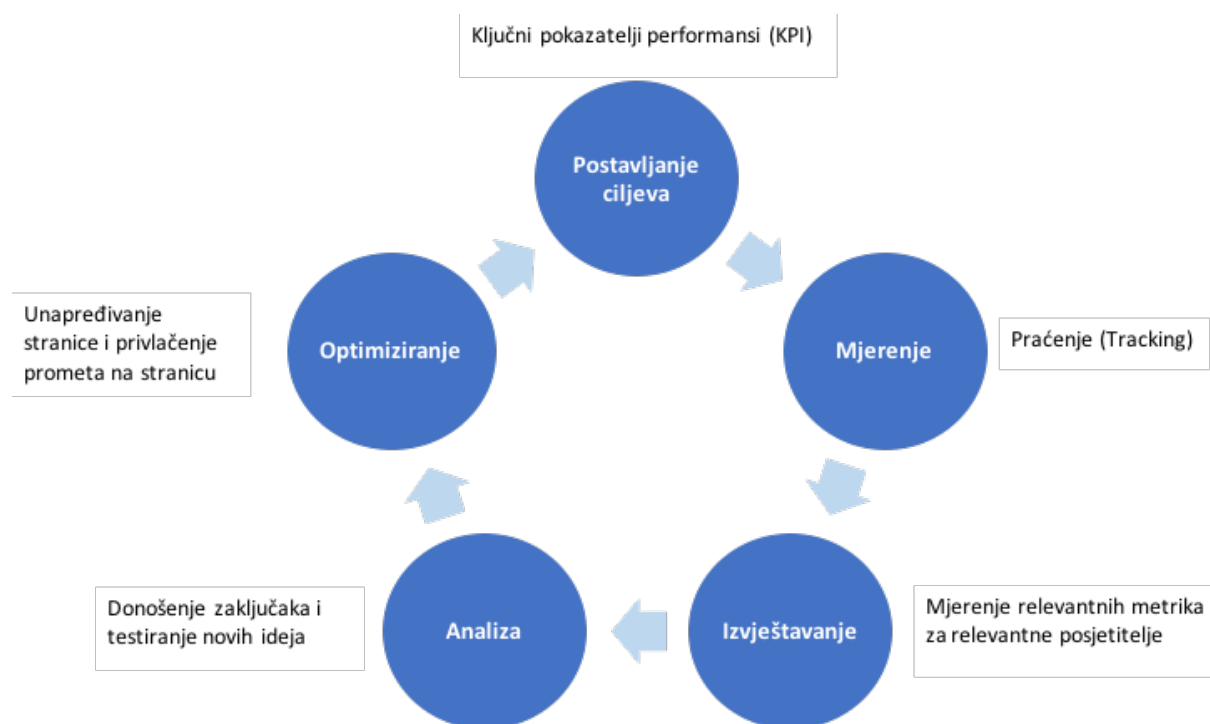 Ključni pokazatelji performansi (KPI)
Postavljanje
ciljeva
Mjerenje
Praćenje (Tracking)
Izvještavanje
Mjerenje relevantnih metrika
za relevantne posjetitelje
Analiza
Donošenje zaključaka i
testiranje novih ideja
Optimiziranje
Unapređivanje
stranice i privlačenje
prometa na stranicu